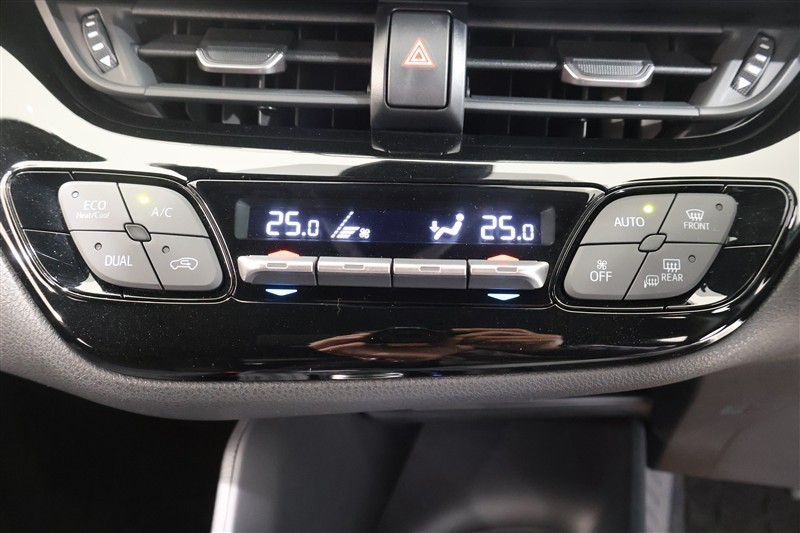 ECO
Heat/Cool
A/C
DUAL
25.0
25.0
AUTO
FRONT
OFF
REAR